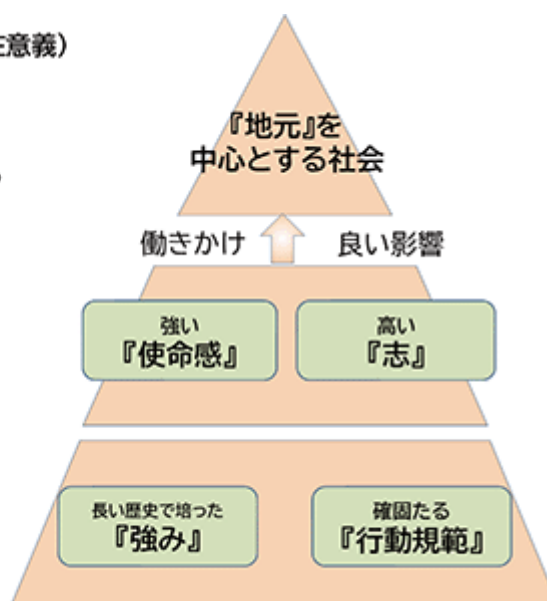 意義)
)
『地元』を
中心とする社会
働きかけ 良い影響
強い
『使命感』
高い
『志』
長い歴史で培った
『強み』
確固たる
『行動規範』